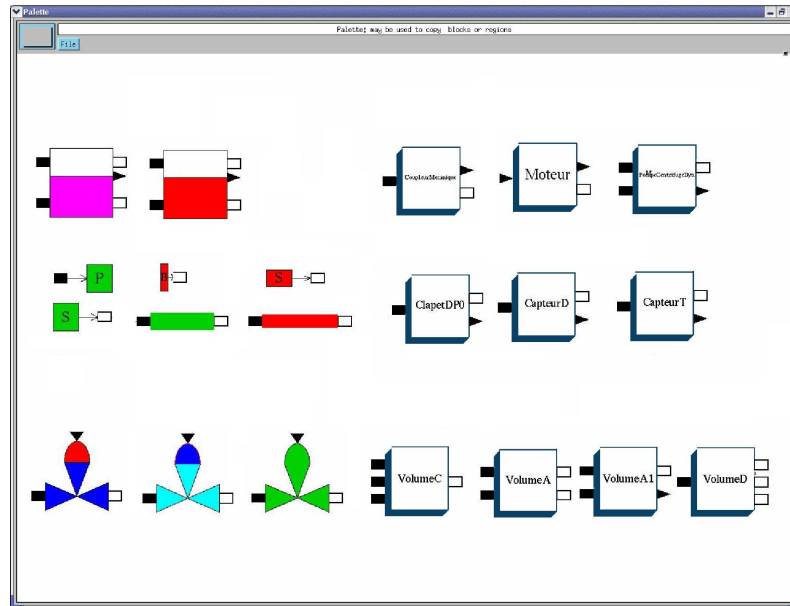 Palette
Palette; may be used to copy blocks or regions
File
CoupleurMecanique
Moteur
P
S
S
ClapetDP0
CapteurD
CapteurT
VolumeC
VolumeA
VolumeA1
VolumeD